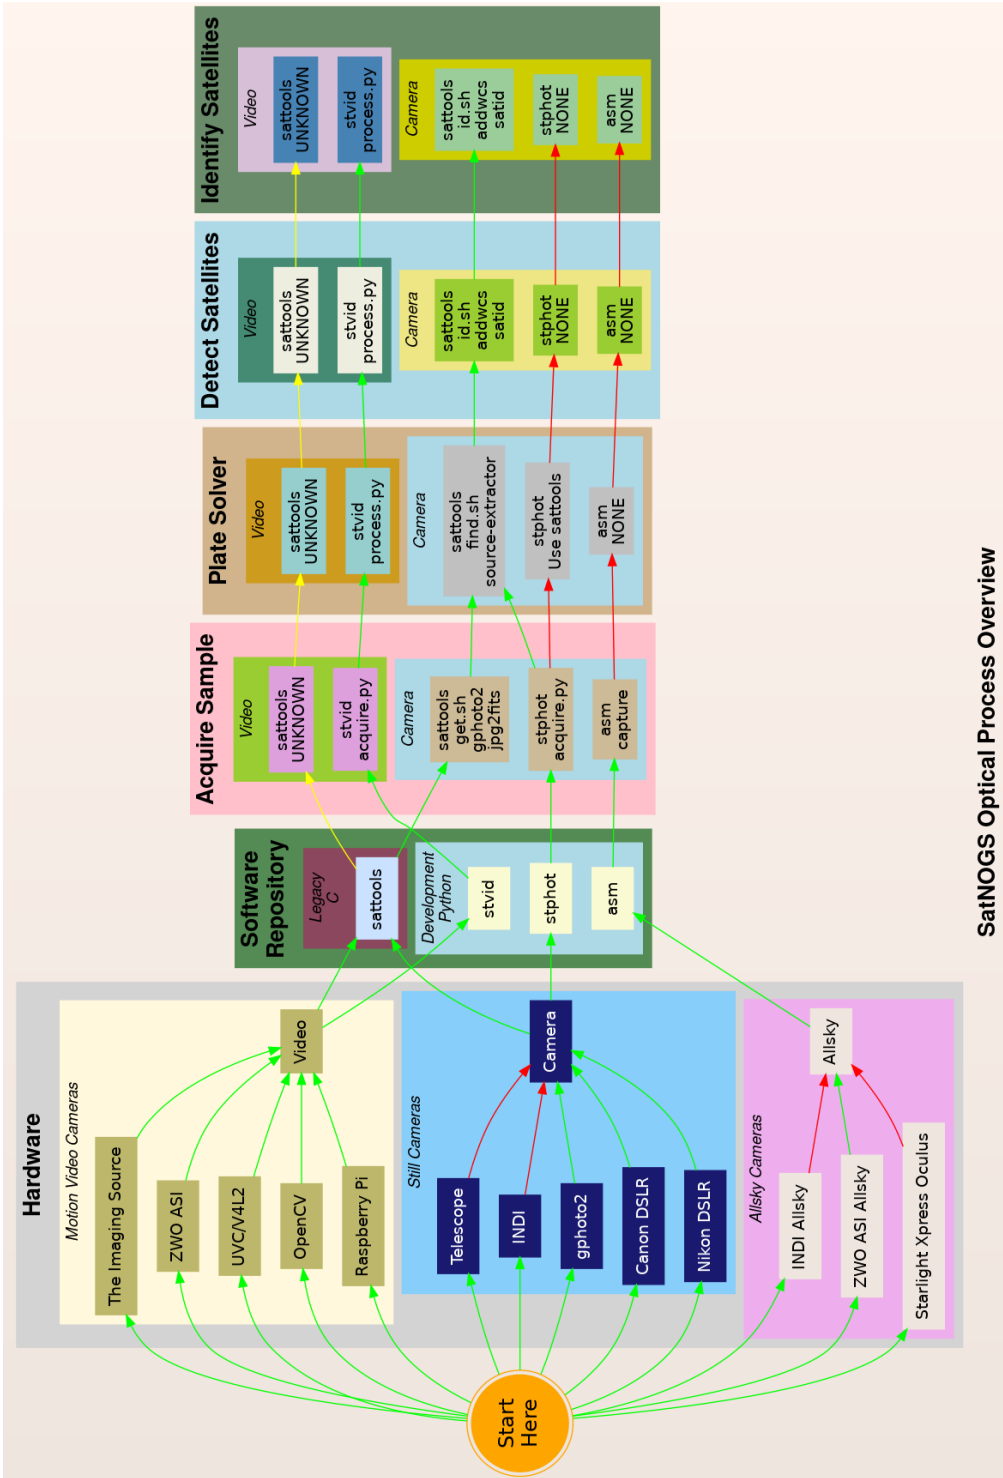 Start
Here
Hardware
Motion Video Cameras
The Imaging Source
ZWO ASI
UVC/V4L2
OpenCV
Raspberry Pi
Video
Still Cameras
Telescope
INDI
gphoto2
Canon DSLR
Nikon DSLR
Camera
Allsky Cameras
INDI Allsky
ZWO ASI Allsky
Starlight Xpress Oculus
Allsky
Software
Repository
Legacy
C
sattools
Development
Python
stvid
stphot
asm
Acquire Sample
Video
sattools
UNKNOWN
stvid
acquire.py
Camera
sattools
get.sh
gphoto2
jpg2fits
stphot
acquire.py
asm
capture
Plate Solver
Video
sattools
UNKNOWN
stvid
process.py
Camera
sattools
find.sh
source-extractor
stphot
Use sattools
asm
NONE
Detect Satellites
Video
sattools
UNKNOWN
stvid
process.py
Camera
sattools
id.sh
addwcs
satid
stphot
NONE
asm
NONE
Identify Satellites
Video
sattools
UNKNOWN
stvid
process.py
Camera
sattools
id.sh
addwcs
satid
stphot
NONE
asm
NONE
SatNOGS Optical Process Overview